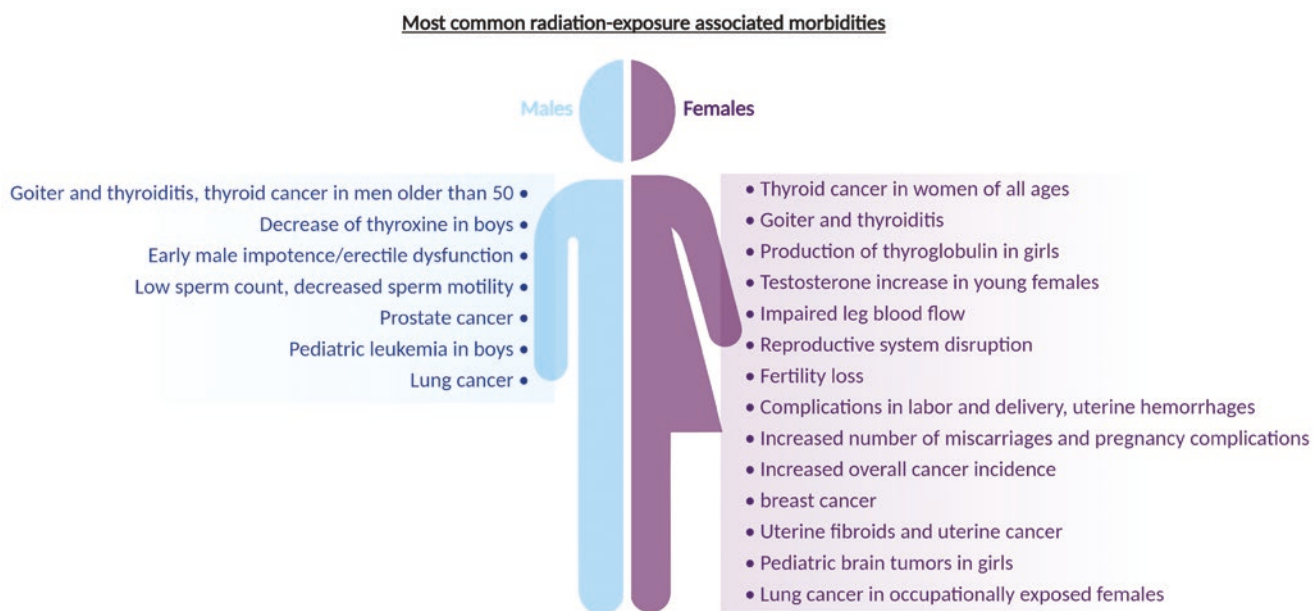 Most common radiation-exposure associated morbidities
Males
Females
Goiter and thyroiditis, thyroid cancer in men older than 50 •
Decrease of thyroxine in boys •
Early male impotence/erectile dysfunction •
Low sperm count, decreased sperm motility •
Prostate cancer •
Pediatric leukemia in boys •
Lung cancer •
• Thyroid cancer in women of all ages
• Goiter and thyroiditis
• Production of thyroglobulin in girls
• Testosterone increase in young females
• Impaired leg blood flow
• Reproductive system disruption
• Fertility loss
• Complications in labor and delivery, uterine hemorrhages
• Increased number of miscarriages and pregnancy complications
• Increased overall cancer incidence
• breast cancer
• Uterine fibroids and uterine cancer
• Pediatric brain tumors in girls
• Lung cancer in occupationally exposed females